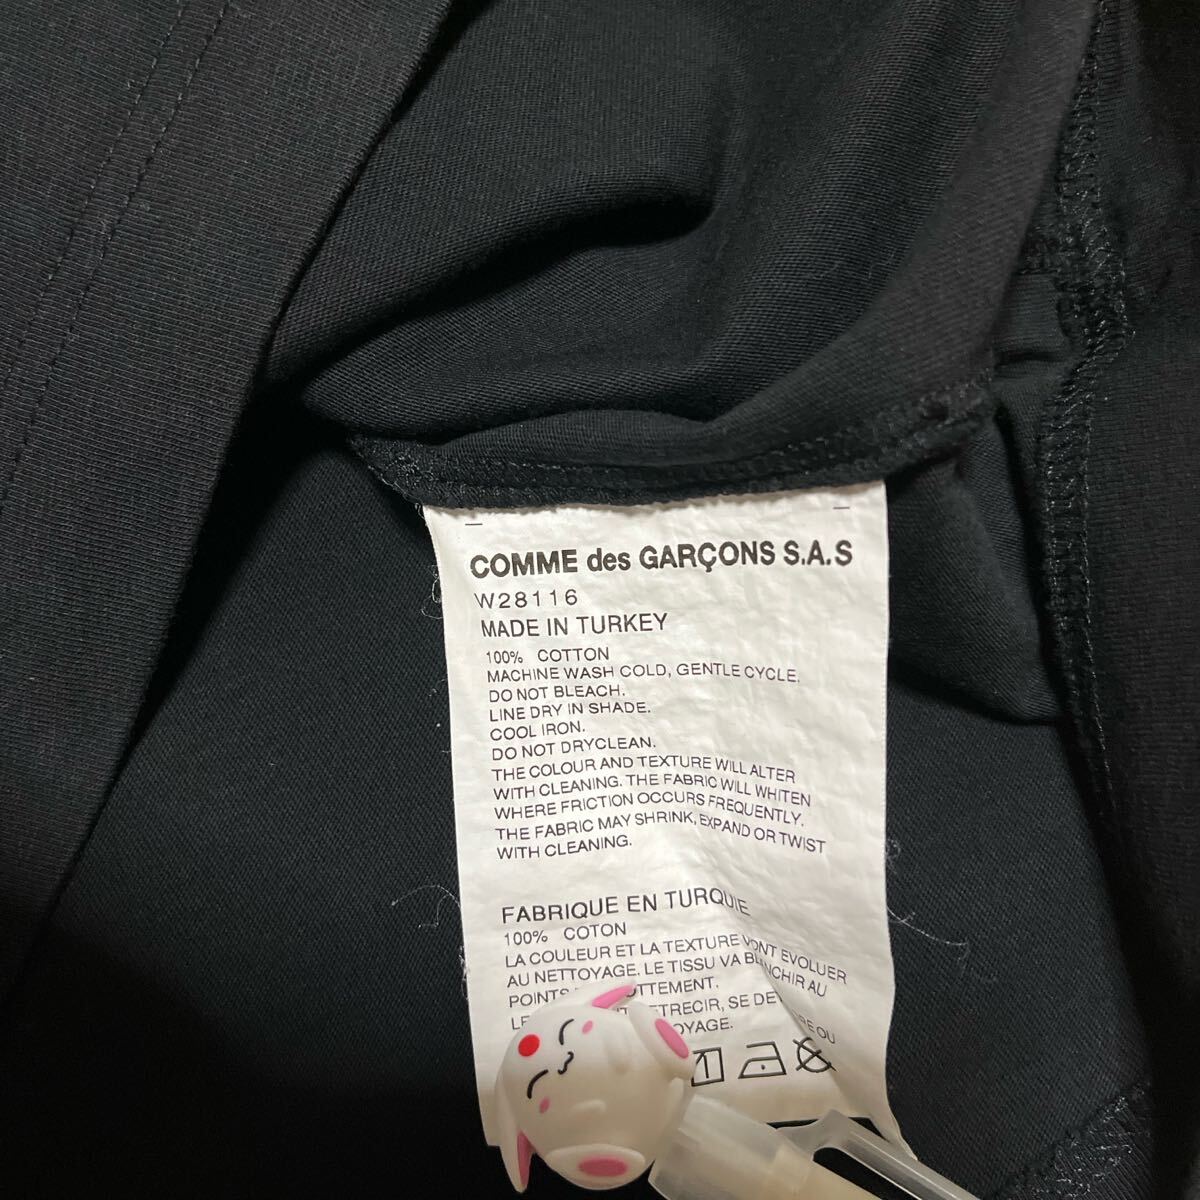 COMME des GARÇONS S.A.S
W28116
MADE IN TURKEY
100% COTTON
MACHINE WASH COLD, GENTLE CYCLE.
DO NOT BLEACH.
LINE DRY IN SHADE.
COOL IRON.
DO NOT DRYCLEAN.
THE COLOUR AND TEXTURE WILL ALTER
WITH CLEANING. THE FABRIC WILL WHITEN
WHERE FRICTION OCCURS FREQUENTLY.
THE FABRIC MAY SHRINK, EXPAND OR TWIST
WITH CLEANING.
FABRIQUE EN TURQUIE
100% COTON
LA COULEUR ET LA TEXTURE VONT EVOLUER
AU NETTOYAGE. LE TISSU VA BLANCHIR AU
POINTS
SE
OU